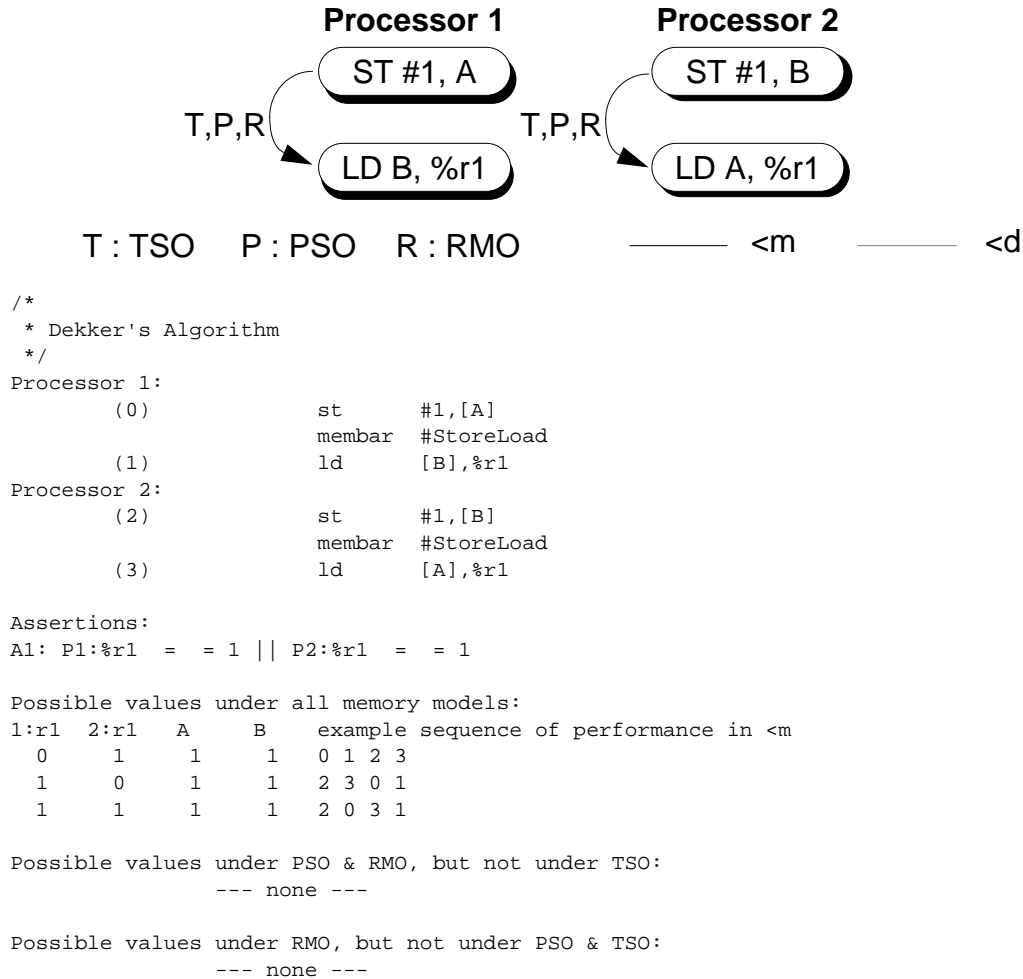 Processor 1 Processor 2
ST #1, A ST #1, B
T,P,R T,P,R
LD B, %r1 LD A, %r1
T : TSO P : PSO R : RMO <m <d
/*
 * Dekker's Algorithm
 */
Processor 1:
(0) st #1,[A]
membar #StoreLoad
(1) ld [B],%r1
Processor 2:
(2) st #1,[B]
membar #StoreLoad
(3) ld [A],%r1
Assertions:
A1: P1:%r1 = = 1 || P2:%r1 = = 1
Possible values under all memory models:
1:r1 2:r1 A B example sequence of performance in <m
0 1 1 1 0 1 2 3
1 0 1 1 2 3 0 1
1 1 1 1 2 0 3 1
Possible values under PSO & RMO, but not under TSO:
--- none ---
Possible values under RMO, but not under PSO & TSO:
--- none ---